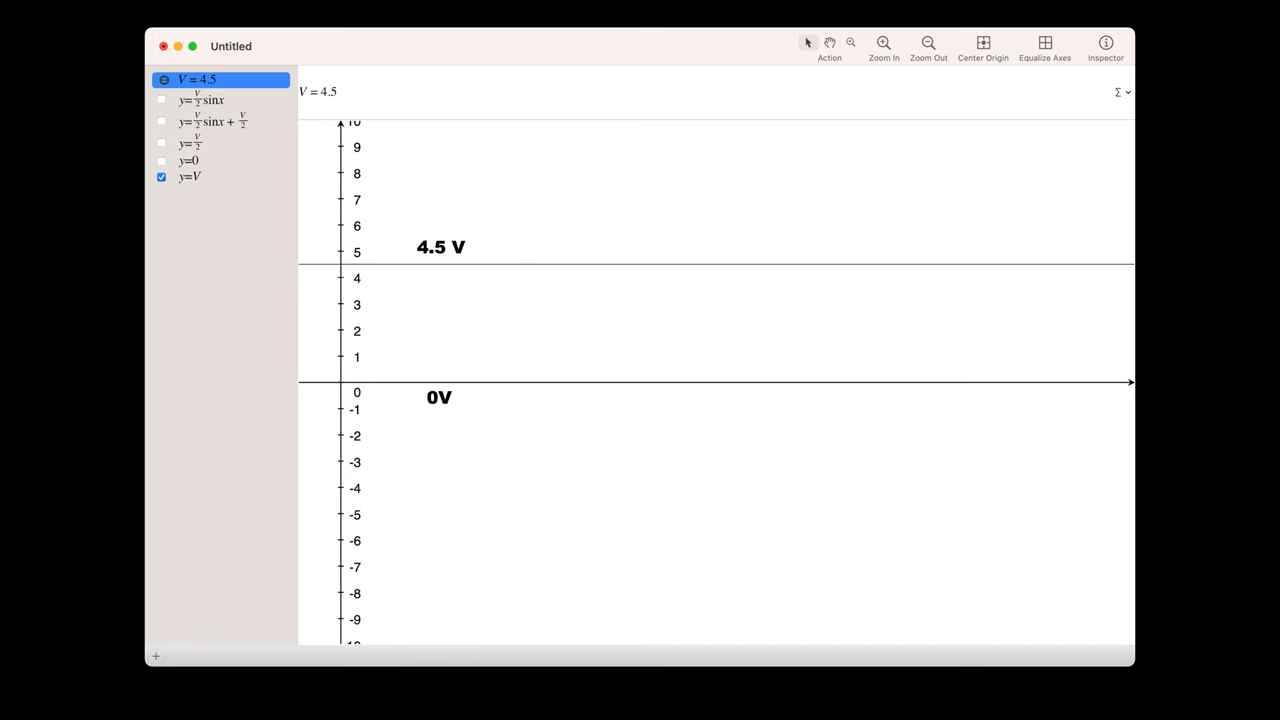 Untitled
Action
Zoom In
Zoom Out
Center Origin
Equalize Axes
Inspector
V = 4.5
y=V/2 sinx
y=V/2 sinx + V/2
y=V/2
y=0
y=V
V = 4.5
Σ
10
9
8
7
6
4.5 V
5
4
3
2
1
0
0V
-1
-2
-3
-4
-5
-6
-7
-8
-9
+